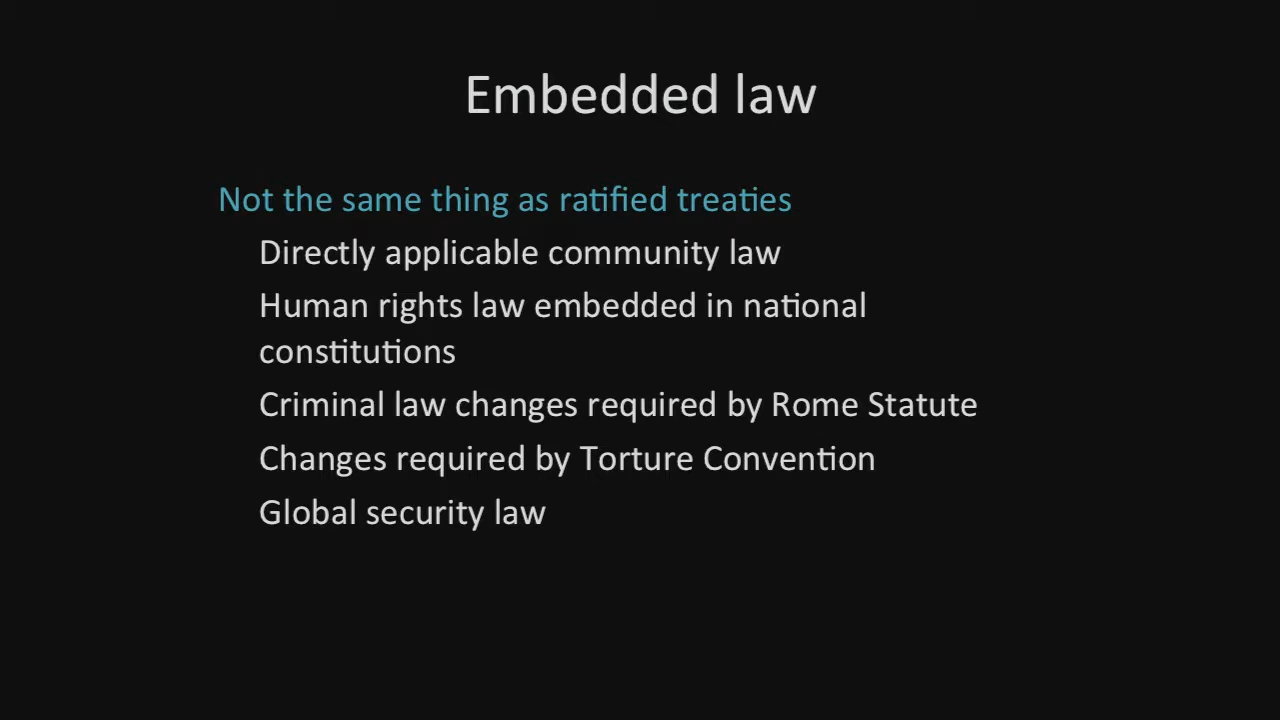 Embedded law
Not the same thing as ratified treaties
Directly applicable community law
Human rights law embedded in national
constitutions
Criminal law changes required by Rome Statute
Changes required by Torture Convention
Global security law